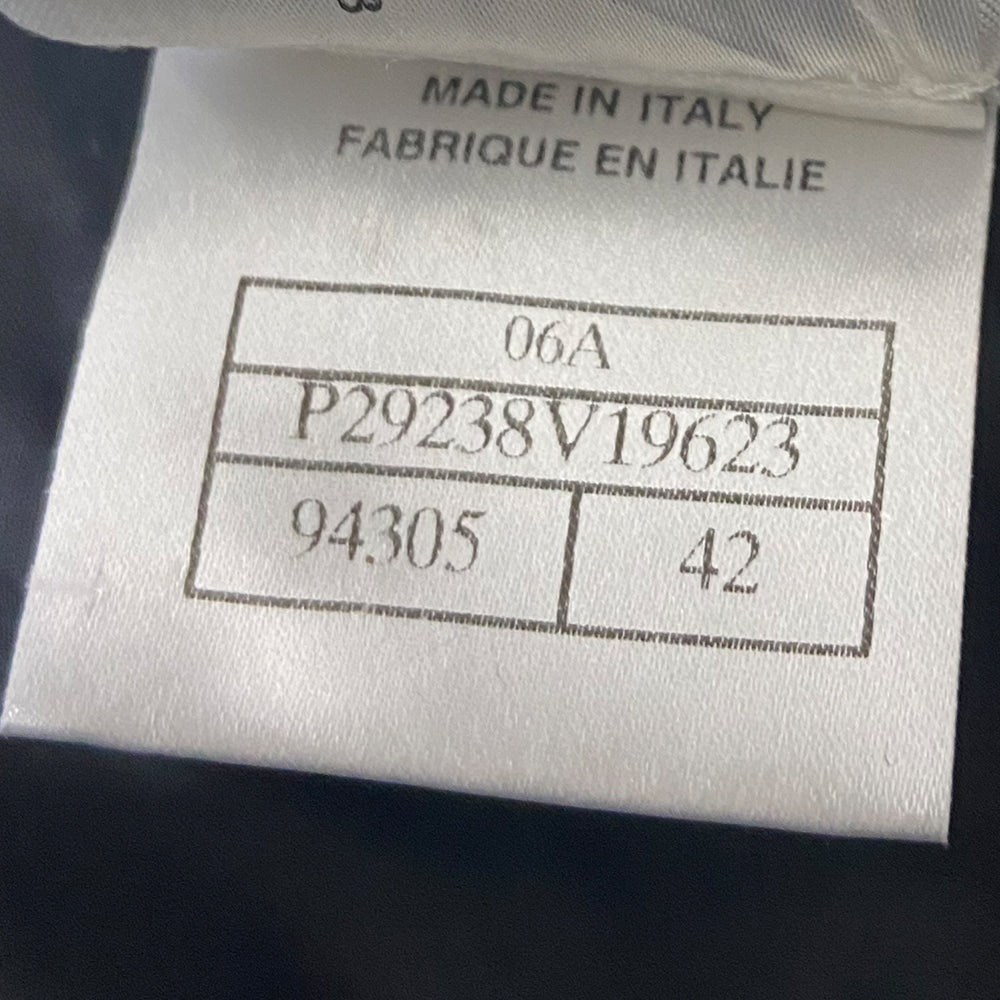 MADE IN ITALY
FABRIQUE EN ITALIE
06A
P29238V19623
94305
42